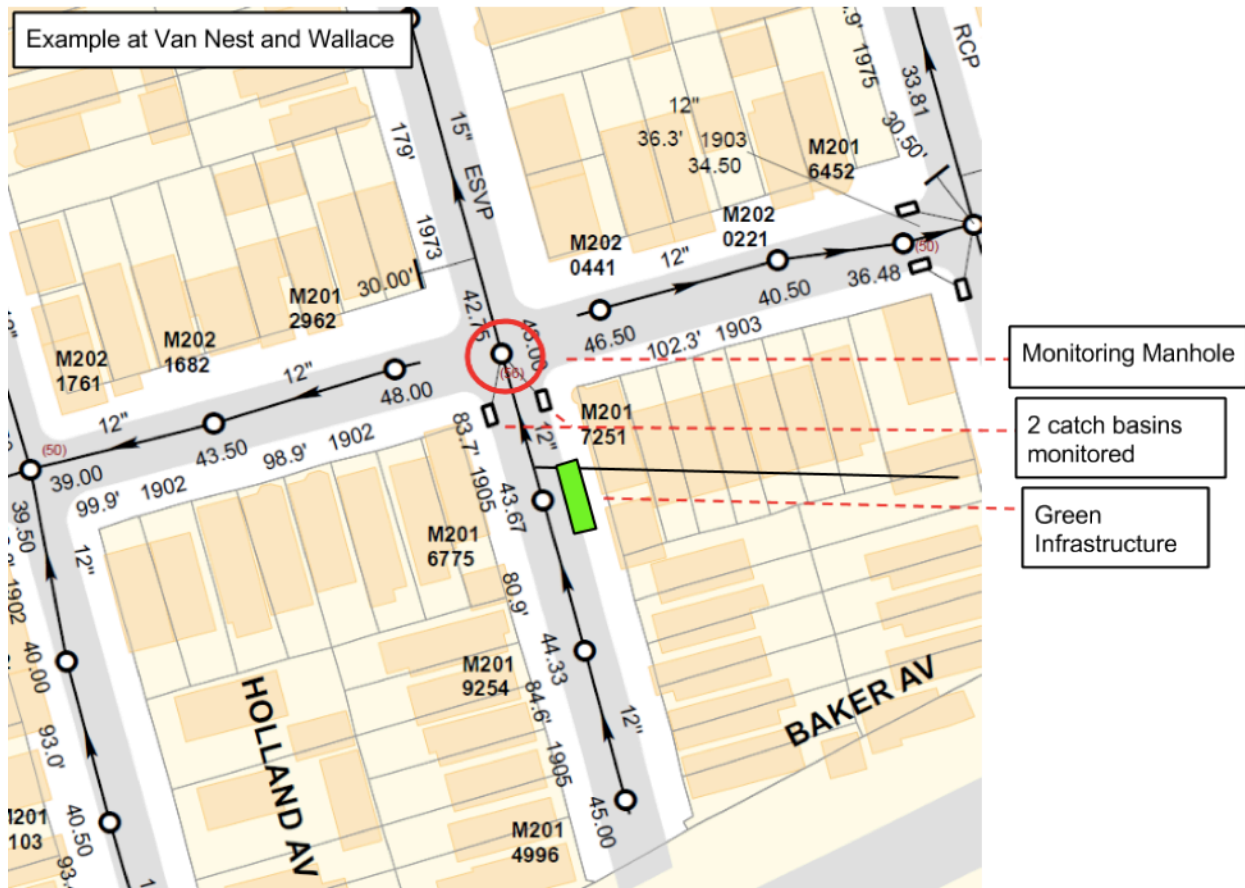 Example at Van Nest and Wallace
15"
ESVP
179'
1973
30.00'
42.75
48.00
12"
36.3' 1903
34.50
M201
6452
1975
33.81
RCP
30.50'
M202
0221
M202
0441
12"
40.50
36.48
(50)
46.50
102.3' 1903
M201
2962
M202
1682
M202
1761
12"
48.00
12"
43.50
(50)
39.00
99.9' 1902
98.9' 1902
(56)
M201
7251
12"
83.7' 1905
43.67
Monitoring Manhole
2 catch basins
monitored
Green
Infrastructure
39.50
12"
1902
40.00
93.0'
40.50
M201
6775
80.9'
44.33
M201
9254
84.6' 1905
12"
45.00
M201
4996
HOLLAND AV
BAKER AV